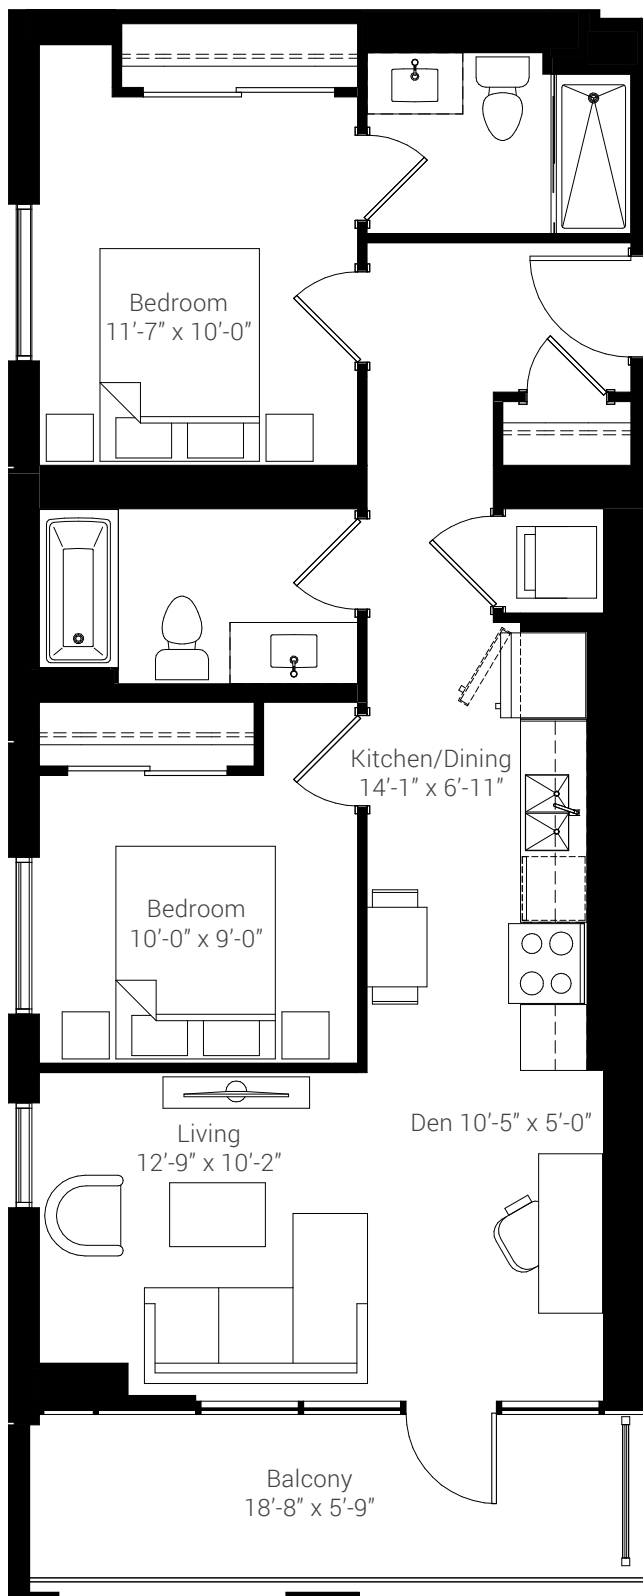 Bedroom
11’-7” x 10’-0”
Kitchen/Dining
14’-1” x 6’-11”
Bedroom
10’-0” x 9’-0”
Den 10’-5” x 5’-0”
Living
12’-9” x 10’-2”
Balcony
18’-8” x 5’-9”